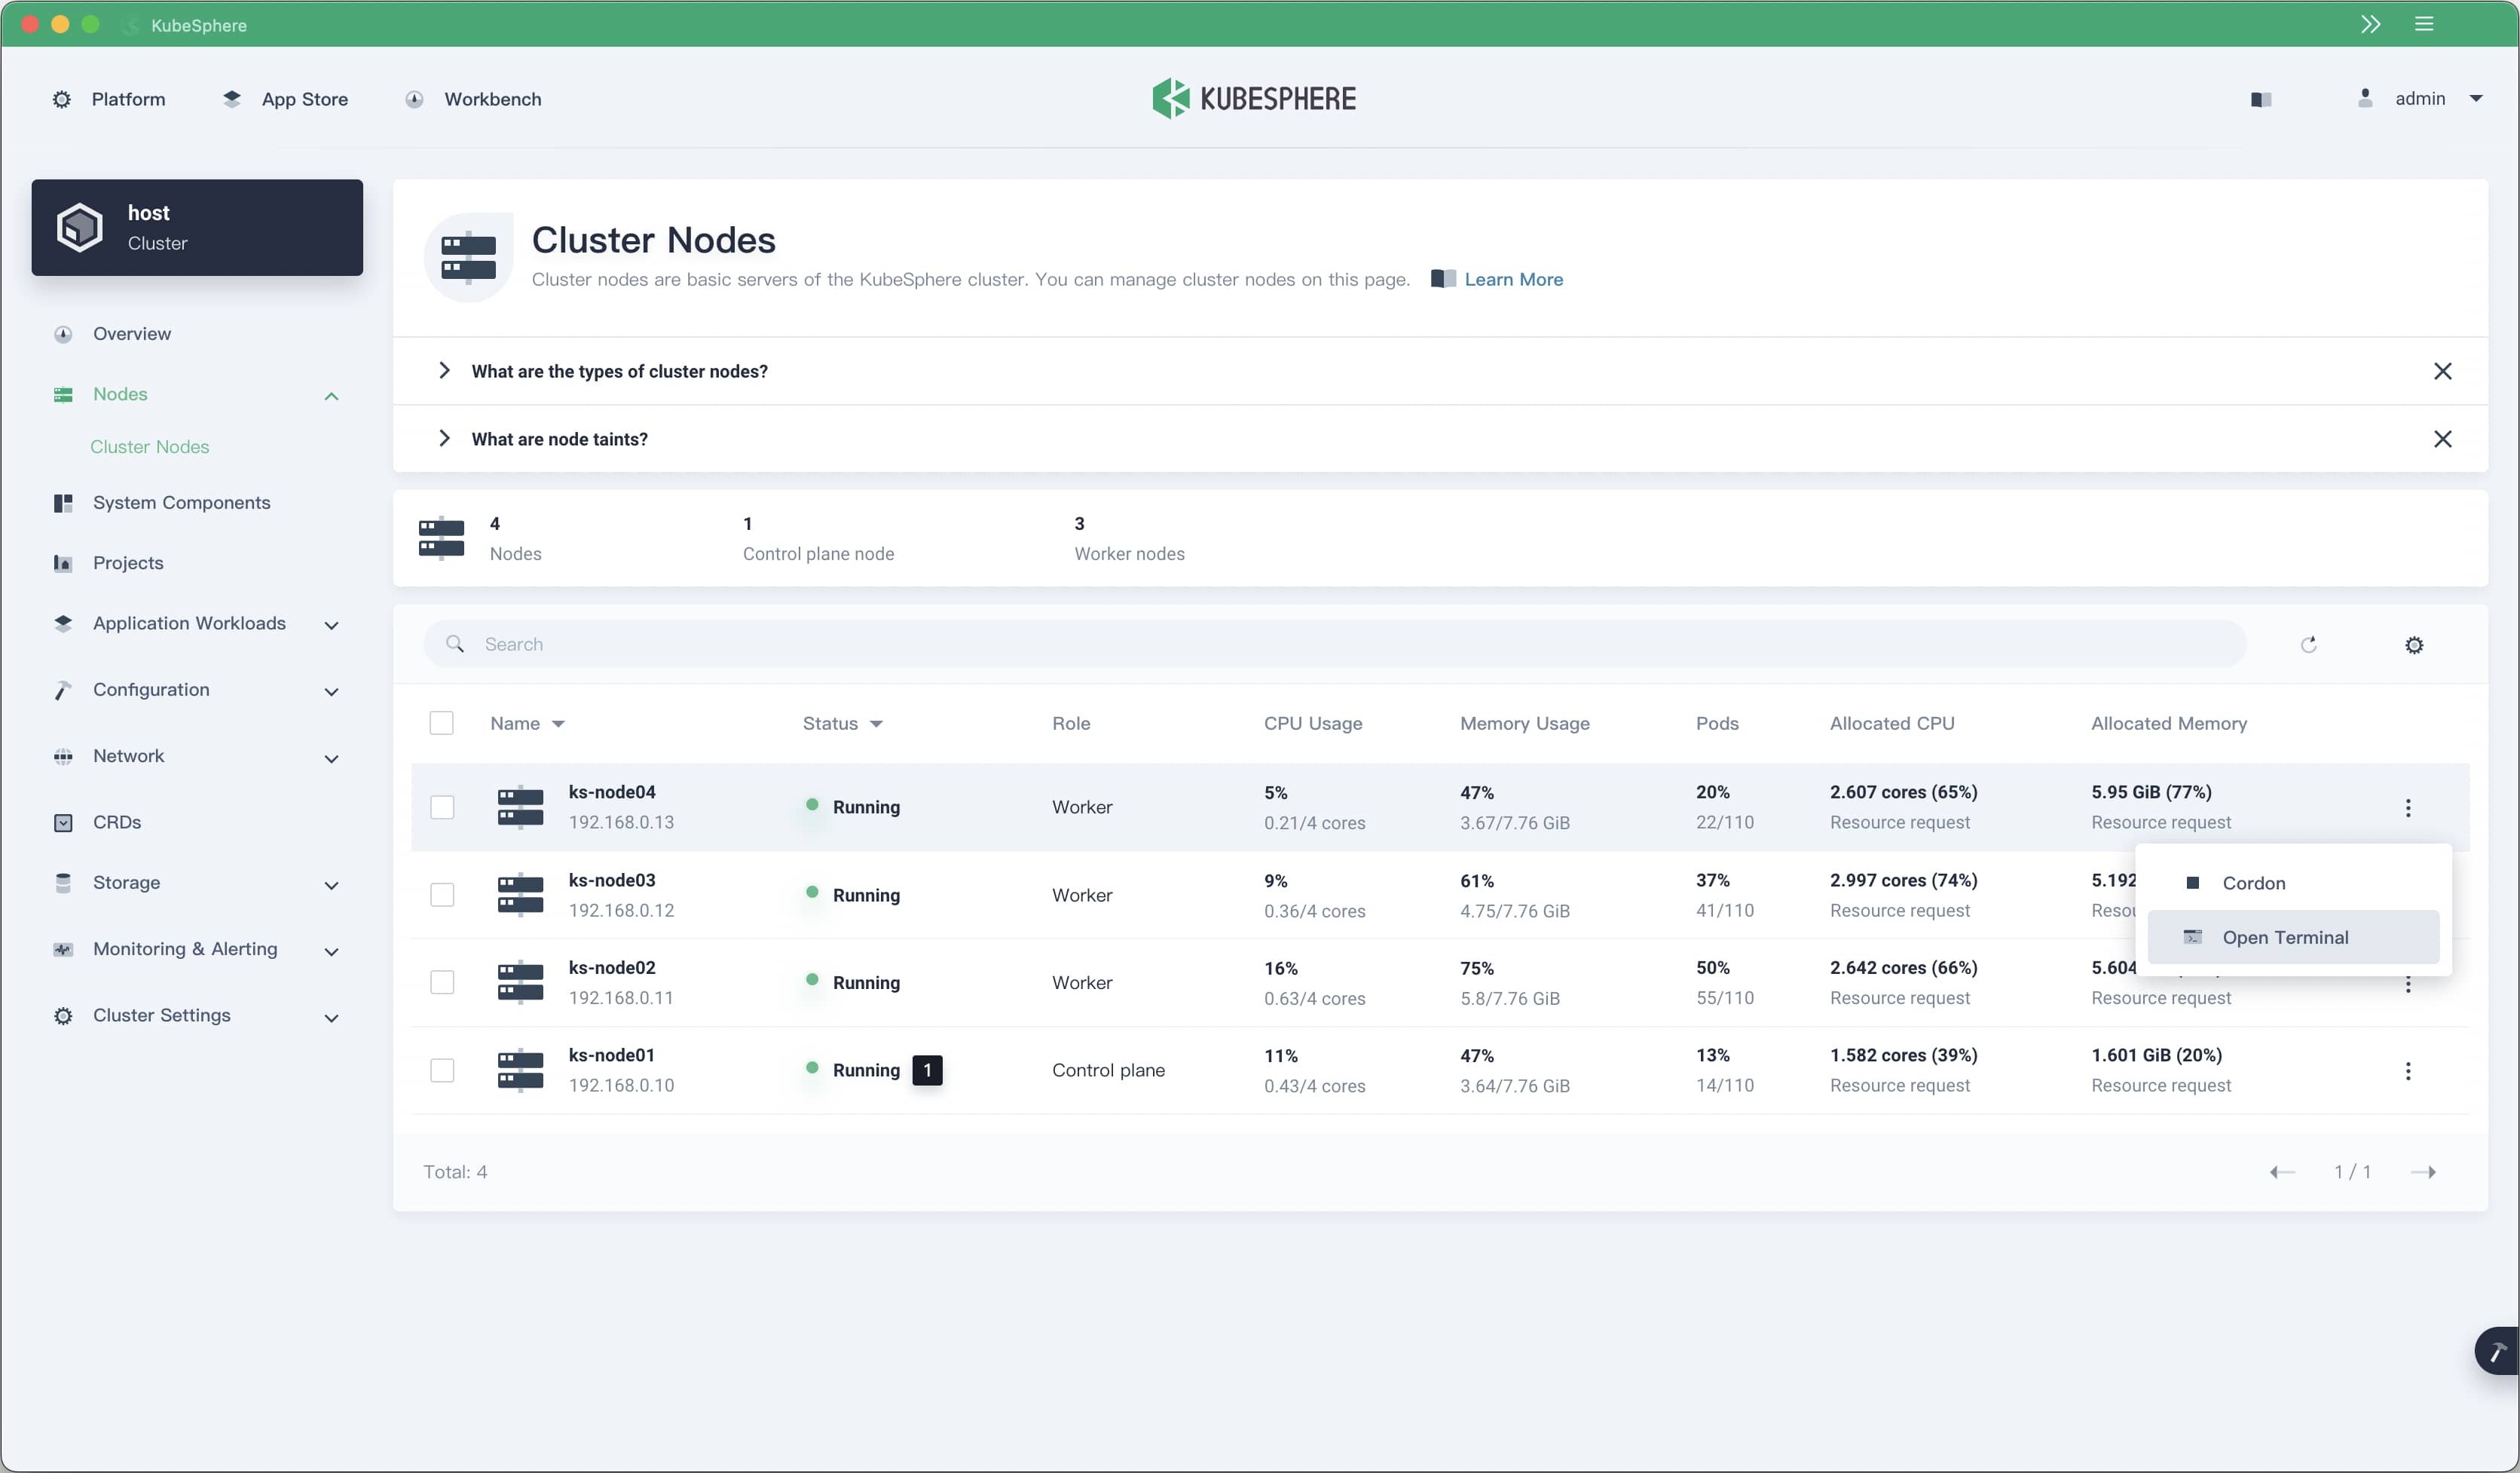 KubeSphere
Platform
App Store
Workbench
KUBESPHERE
admin
host
Cluster
Overview
Nodes
Cluster Nodes
System Components
Projects
Application Workloads
Configuration
Network
CRDs
Storage
Monitoring & Alerting
Cluster Settings
Cluster Nodes
Cluster nodes are basic servers of the KubeSphere cluster. You can manage cluster nodes on this page. Learn More
What are the types of cluster nodes?
What are node taints?
4 1 3
Nodes Control plane node Worker nodes
Search
Name Status Role CPU Usage Memory Usage Pods Allocated CPU Allocated Memory
ks-node04 Running Worker 5% 47% 20% 2.607 cores (65%) 5.95 GiB (77%)
192.168.0.13 0.21/4 cores 3.67/7.76 GiB 22/110 Resource request Resource request
ks-node03 Running Worker 9% 61% 37% 2.997 cores (74%) 5.192
192.168.0.12 0.36/4 cores 4.75/7.76 GiB 41/110 Resource request Resou
Cordon
Open Terminal
ks-node02 Running Worker 16% 75% 50% 2.642 cores (66%) 5.604
192.168.0.11 0.63/4 cores 5.8/7.76 GiB 55/110 Resource request Resource request
ks-node01 Running 1 Control plane 11% 47% 13% 1.582 cores (39%) 1.601 GiB (20%)
192.168.0.10 0.43/4 cores 3.64/7.76 GiB 14/110 Resource request Resource request
Total: 4
1 / 1